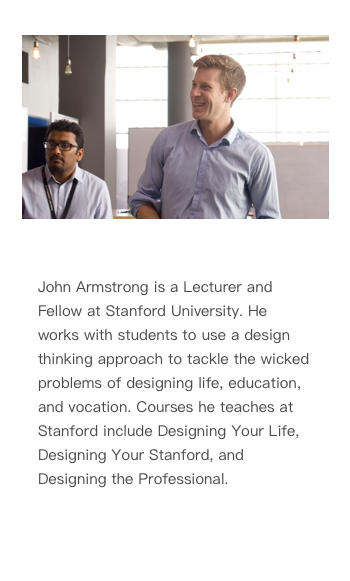 John Armstrong is a Lecturer and
Fellow at Stanford University. He
works with students to use a design
thinking approach to tackle the wicked
problems of designing life, education,
and vocation. Courses he teaches at
Stanford include Designing Your Life,
Designing Your Stanford, and
Designing the Professional.